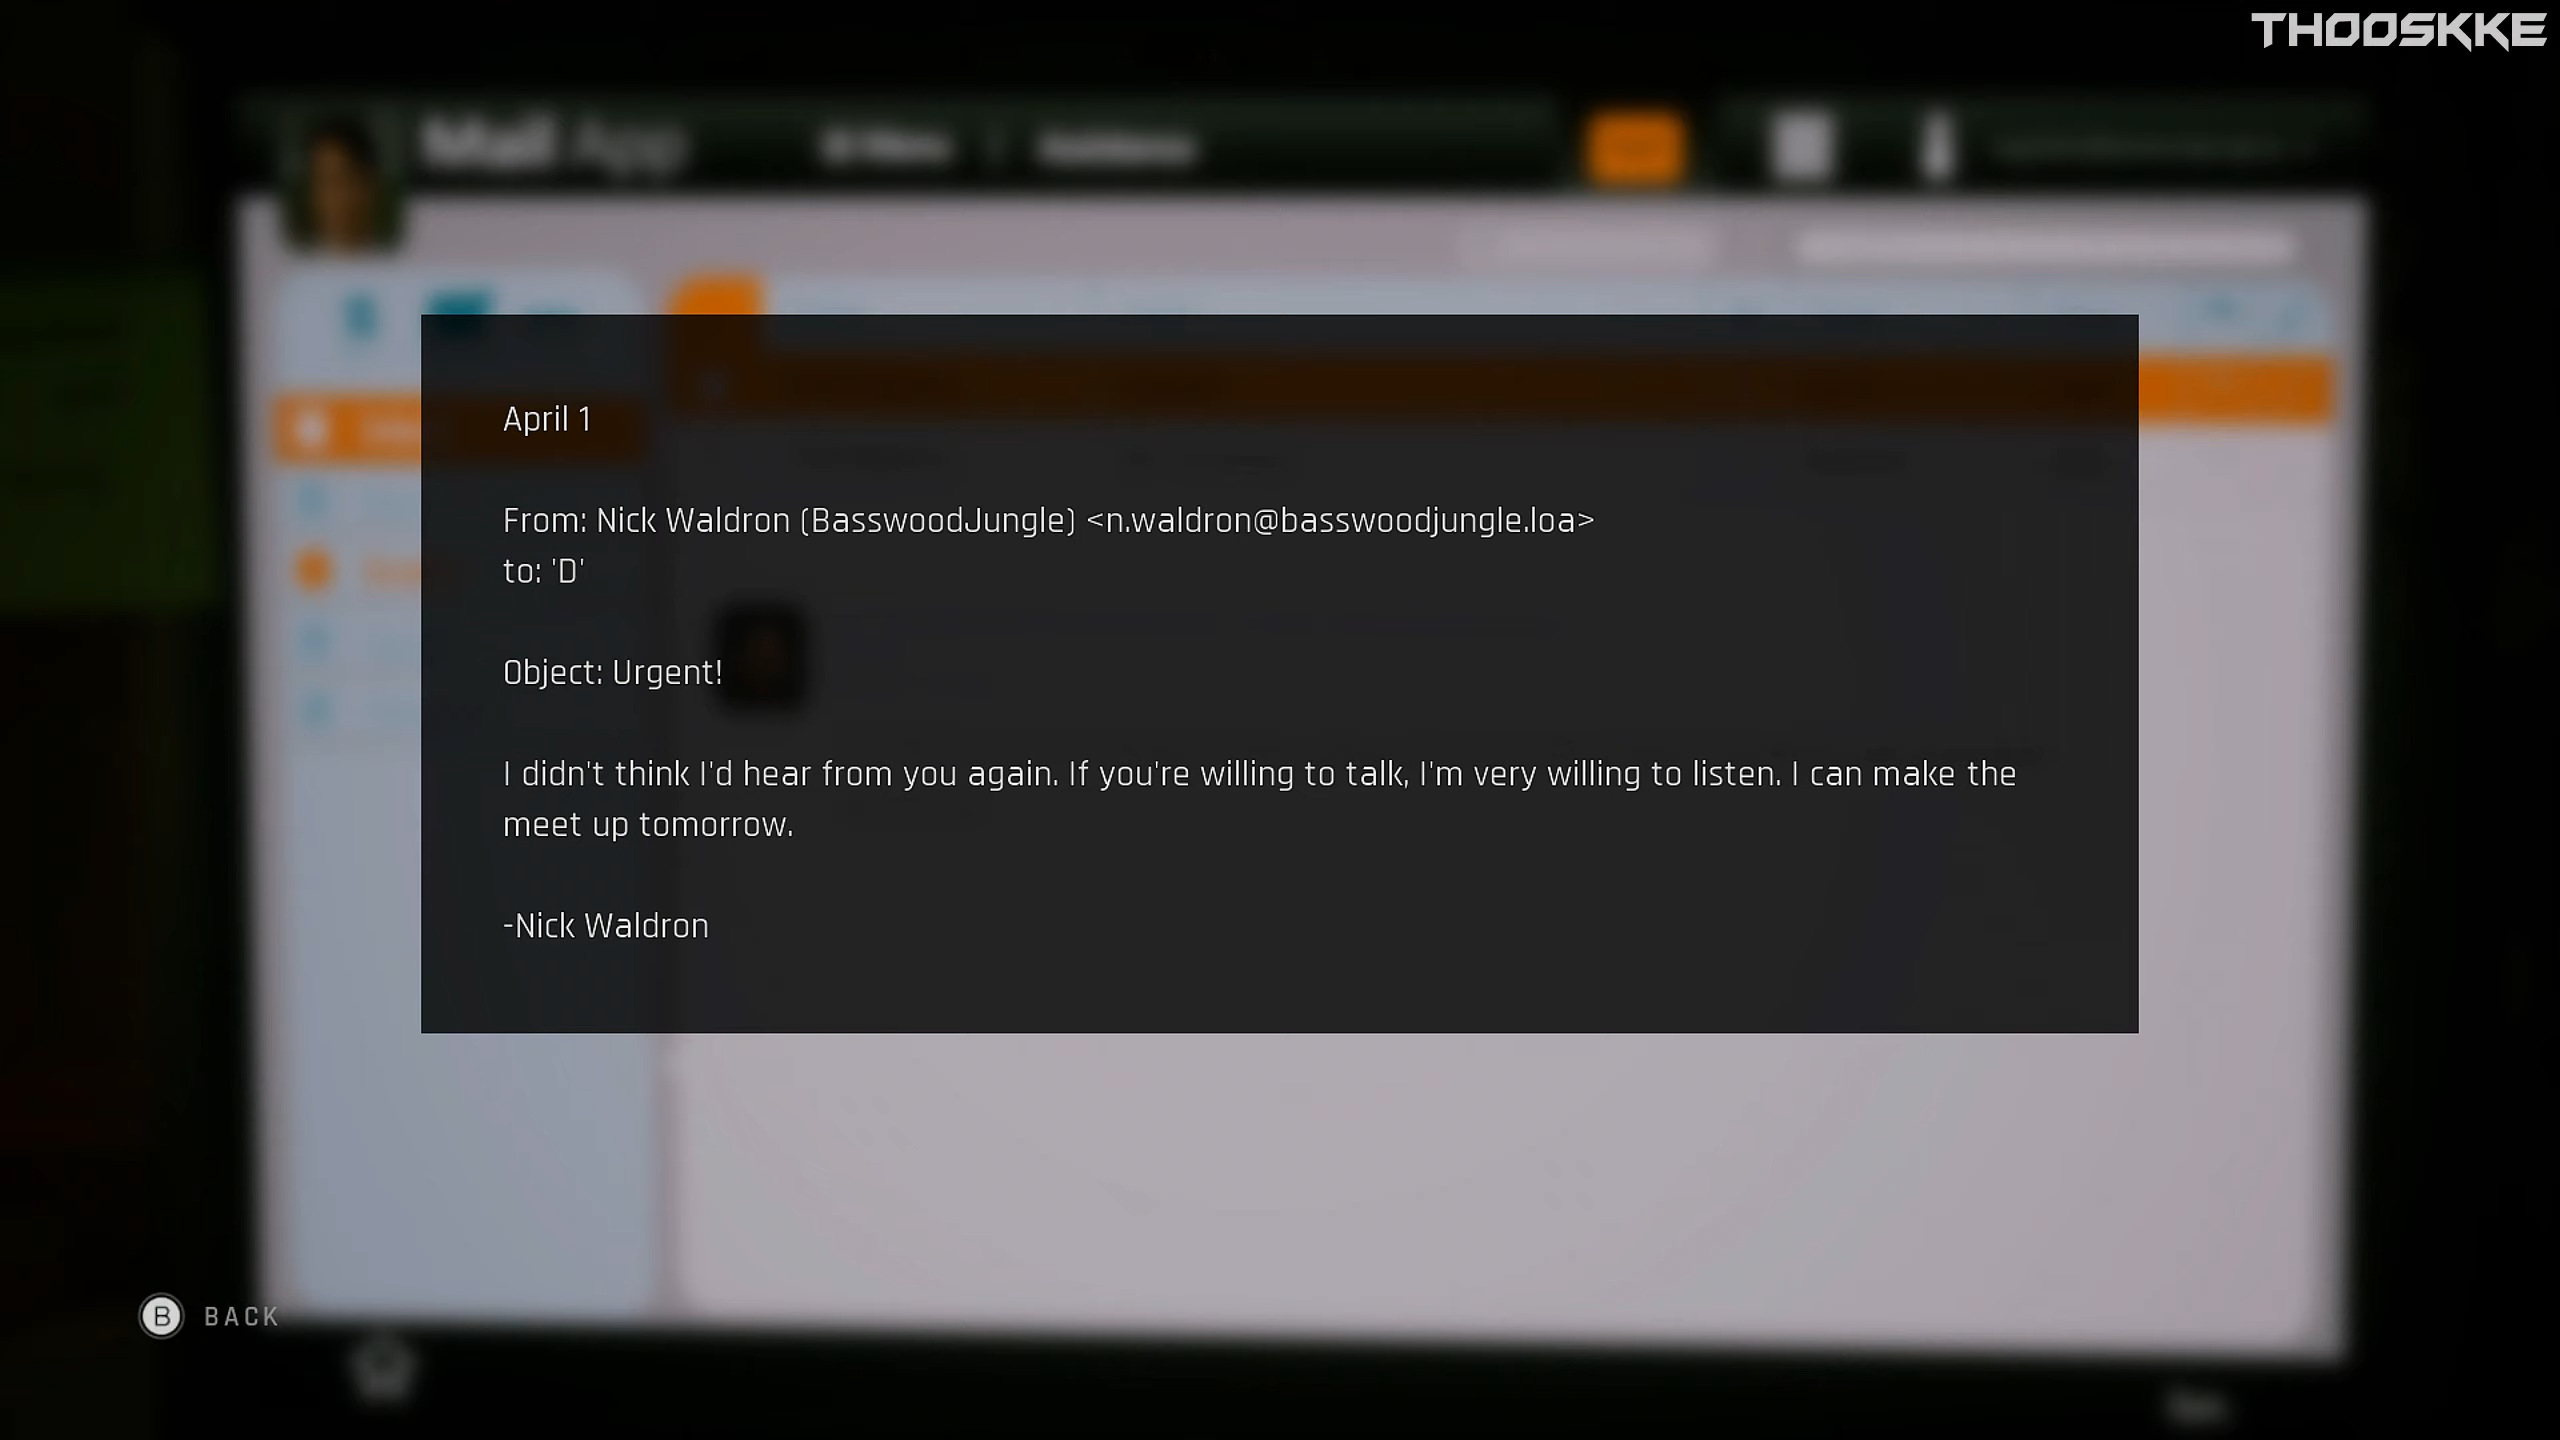 THOOSKKE
Mail App
April 1
From: Nick Waldron (BasswoodJungle) <n.waldron@basswoodjungle.loa>
to: 'D'
Object: Urgent!
I didn't think I'd hear from you again. If you're willing to talk, I'm very willing to listen. I can make the
meet up tomorrow.
-Nick Waldron
B BACK